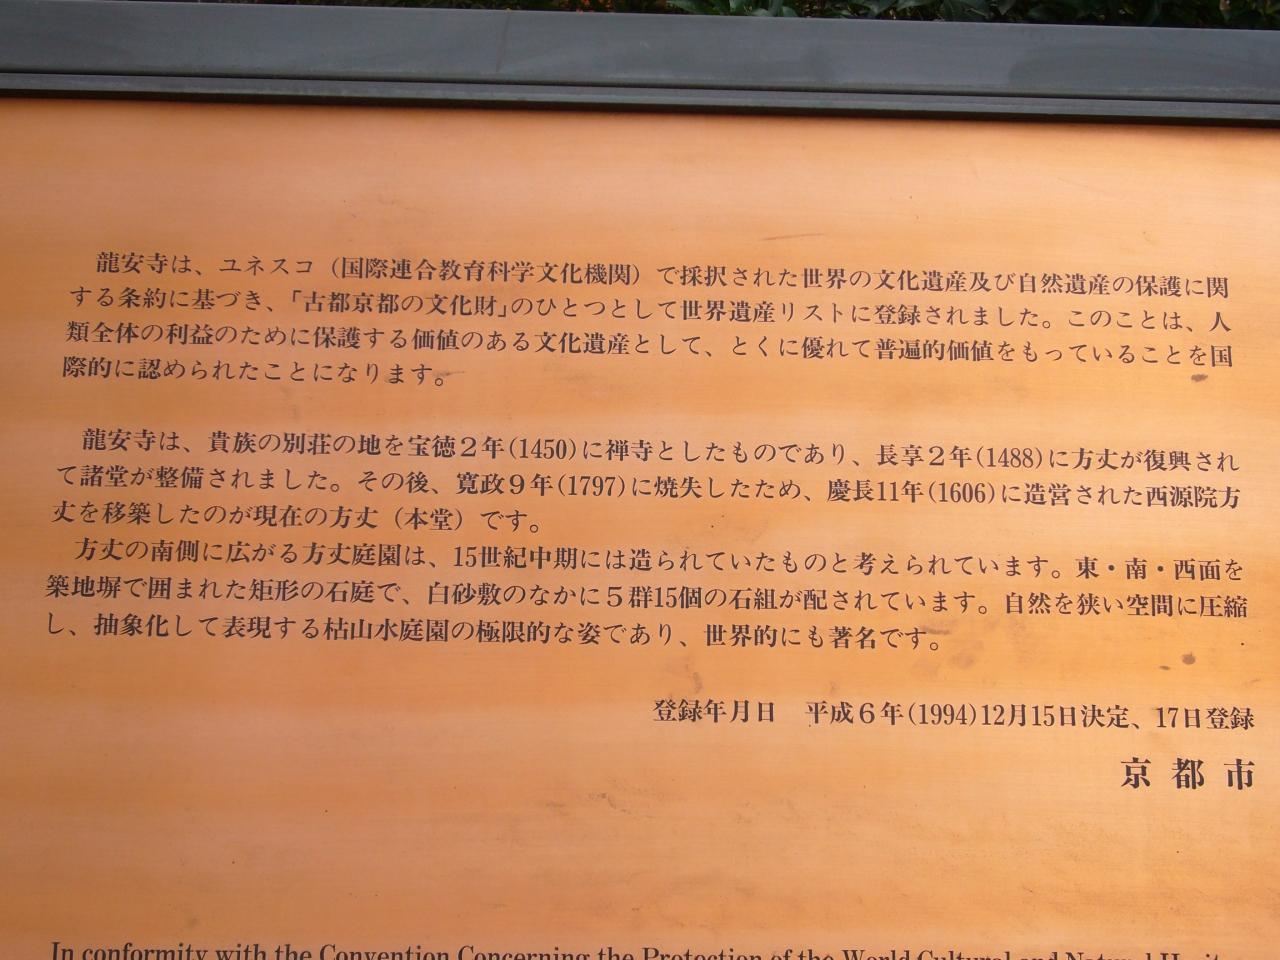 龍安寺は、ユネスコ（国際連合教育科学文化機関）で採択された世界の文化遺産及び自然遺産の保護に関
する条約に基づき、「古都京都の文化財」のひとつとして世界遺産リストに登録されました。このことは、人
類全体の利益のために保護する価値のある文化遺産として、とくに優れて普遍的価値をもっていることを国
際的に認められたことになります。
龍安寺は、貴族の別荘の地を宝徳２年(1450)に禅寺としたものであり、長享２年(1488)に方丈が復興され
て諸堂が整備されました。その後、寛政９年(1797)に焼失したため、慶長11年(1606)に造営された西源院方
丈を移築したのが現在の方丈（本堂）です。
方丈の南側に広がる方丈庭園は、15世紀中期には造られていたものと考えられています。東・南・西面を
築地塀で囲まれた矩形の石庭で、白砂敷のなかに５群15個の石組が配されています。自然を狭い空間に圧縮
し、抽象化して表現する枯山水庭園の極限的な姿であり、世界的にも著名です。
登録年月日　平成６年(1994)12月15日決定、17日登録
京都市
In conformity with the Convention Concerning the Protection of the World Cultural and Natural